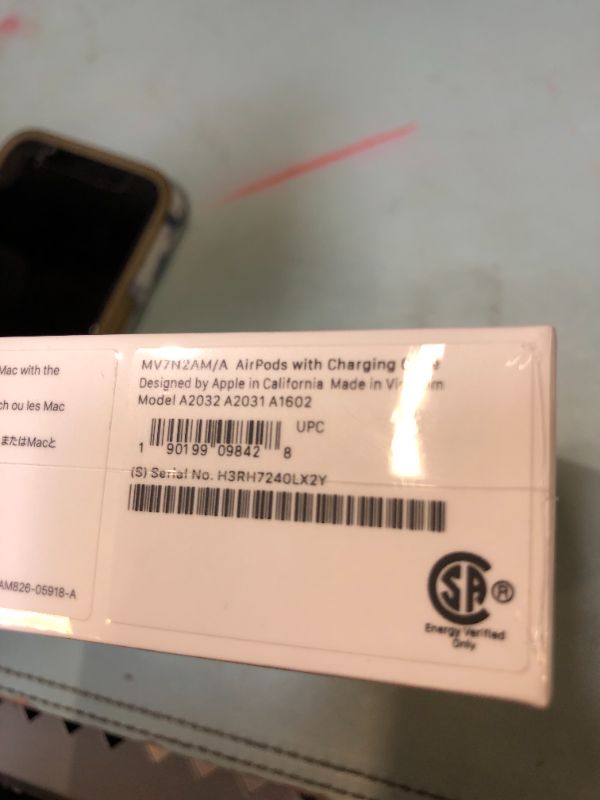 Mac with the
ch ou les Mac
またはMacと
AM826-05918-A
MV7N2AM/A AirPods with Charging
Designed by Apple in California Made in
Model A2032 A2031 A1602
UPC
1 90199 09842 8
(S) Serial No. H3RH7240LX2Y
SA ®
Energy Verified
Only